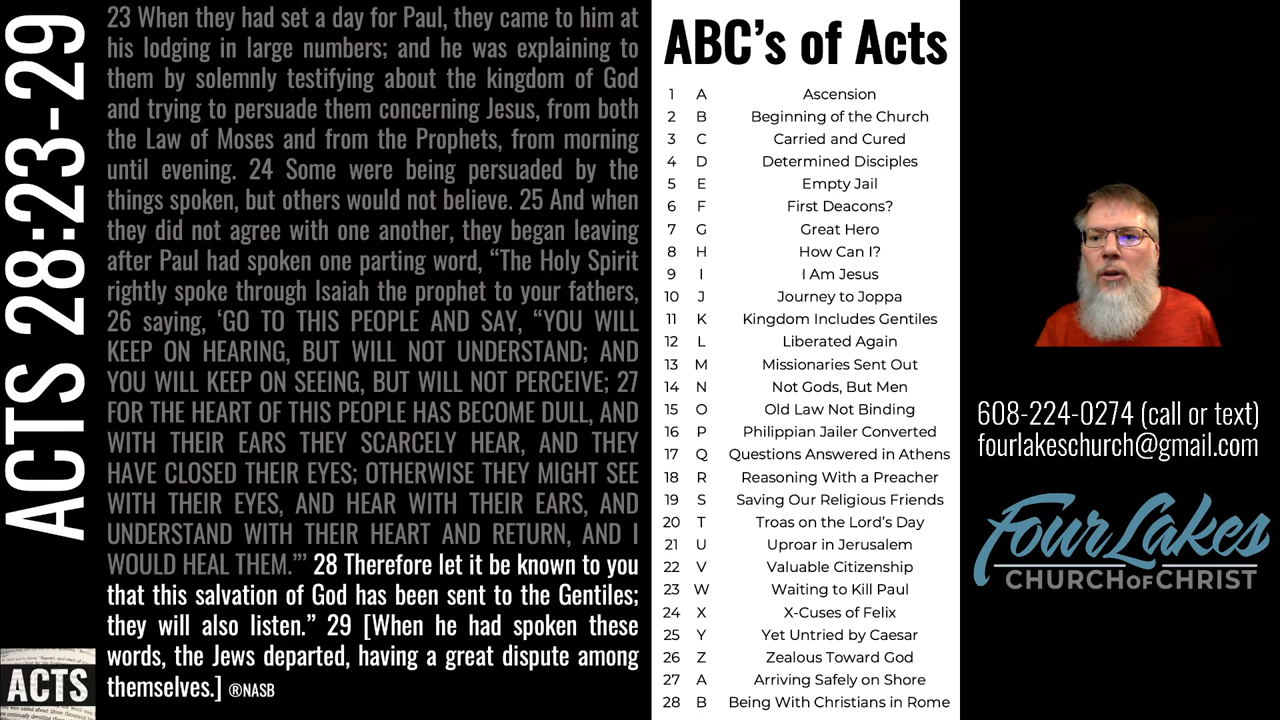 ACTS 28:23-29
23 When they had set a day for Paul, they came to him at
his lodging in large numbers; and he was explaining to
them by solemnly testifying about the kingdom of God
and trying to persuade them concerning Jesus, from both
the Law of Moses and from the Prophets, from morning
until evening. 24 Some were being persuaded by the
things spoken, but others would not believe. 25 And when
they did not agree with one another, they began leaving
after Paul had spoken one parting word, “The Holy Spirit
rightly spoke through Isaiah the prophet to your fathers,
26 saying, ‘GO TO THIS PEOPLE AND SAY, “YOU WILL
KEEP ON HEARING, BUT WILL NOT UNDERSTAND; AND
YOU WILL KEEP ON SEEING, BUT WILL NOT PERCEIVE; 27
FOR THE HEART OF THIS PEOPLE HAS BECOME DULL, AND
WITH THEIR EARS THEY SCARCELY HEAR, AND THEY
HAVE CLOSED THEIR EYES; OTHERWISE THEY MIGHT SEE
WITH THEIR EYES, AND HEAR WITH THEIR EARS, AND
UNDERSTAND WITH THEIR HEART AND RETURN, AND I
WOULD HEAL THEM.”’ 28 Therefore let it be known to you
that this salvation of God has been sent to the Gentiles;
they will also listen.” 29 [When he had spoken these
words, the Jews departed, having a great dispute among
themselves.] ®NASB
ACTS
ABC’s of Acts
1 A Ascension
2 B Beginning of the Church
3 C Carried and Cured
4 D Determined Disciples
5 E Empty Jail
6 F First Deacons?
7 G Great Hero
8 H How Can I?
9 I I Am Jesus
10 J Journey to Joppa
11 K Kingdom Includes Gentiles
12 L Liberated Again
13 M Missionaries Sent Out
14 N Not Gods, But Men
15 O Old Law Not Binding
16 P Philippian Jailer Converted
17 Q Questions Answered in Athens
18 R Reasoning With a Preacher
19 S Saving Our Religious Friends
20 T Troas on the Lord’s Day
21 U Uproar in Jerusalem
22 V Valuable Citizenship
23 W Waiting to Kill Paul
24 X X-Cuses of Felix
25 Y Yet Untried by Caesar
26 Z Zealous Toward God
27 A Arriving Safely on Shore
28 B Being With Christians in Rome
608-224-0274 (call or text)
fourlakeschurch@gmail.com
Four Lakes
CHURCH OF CHRIST